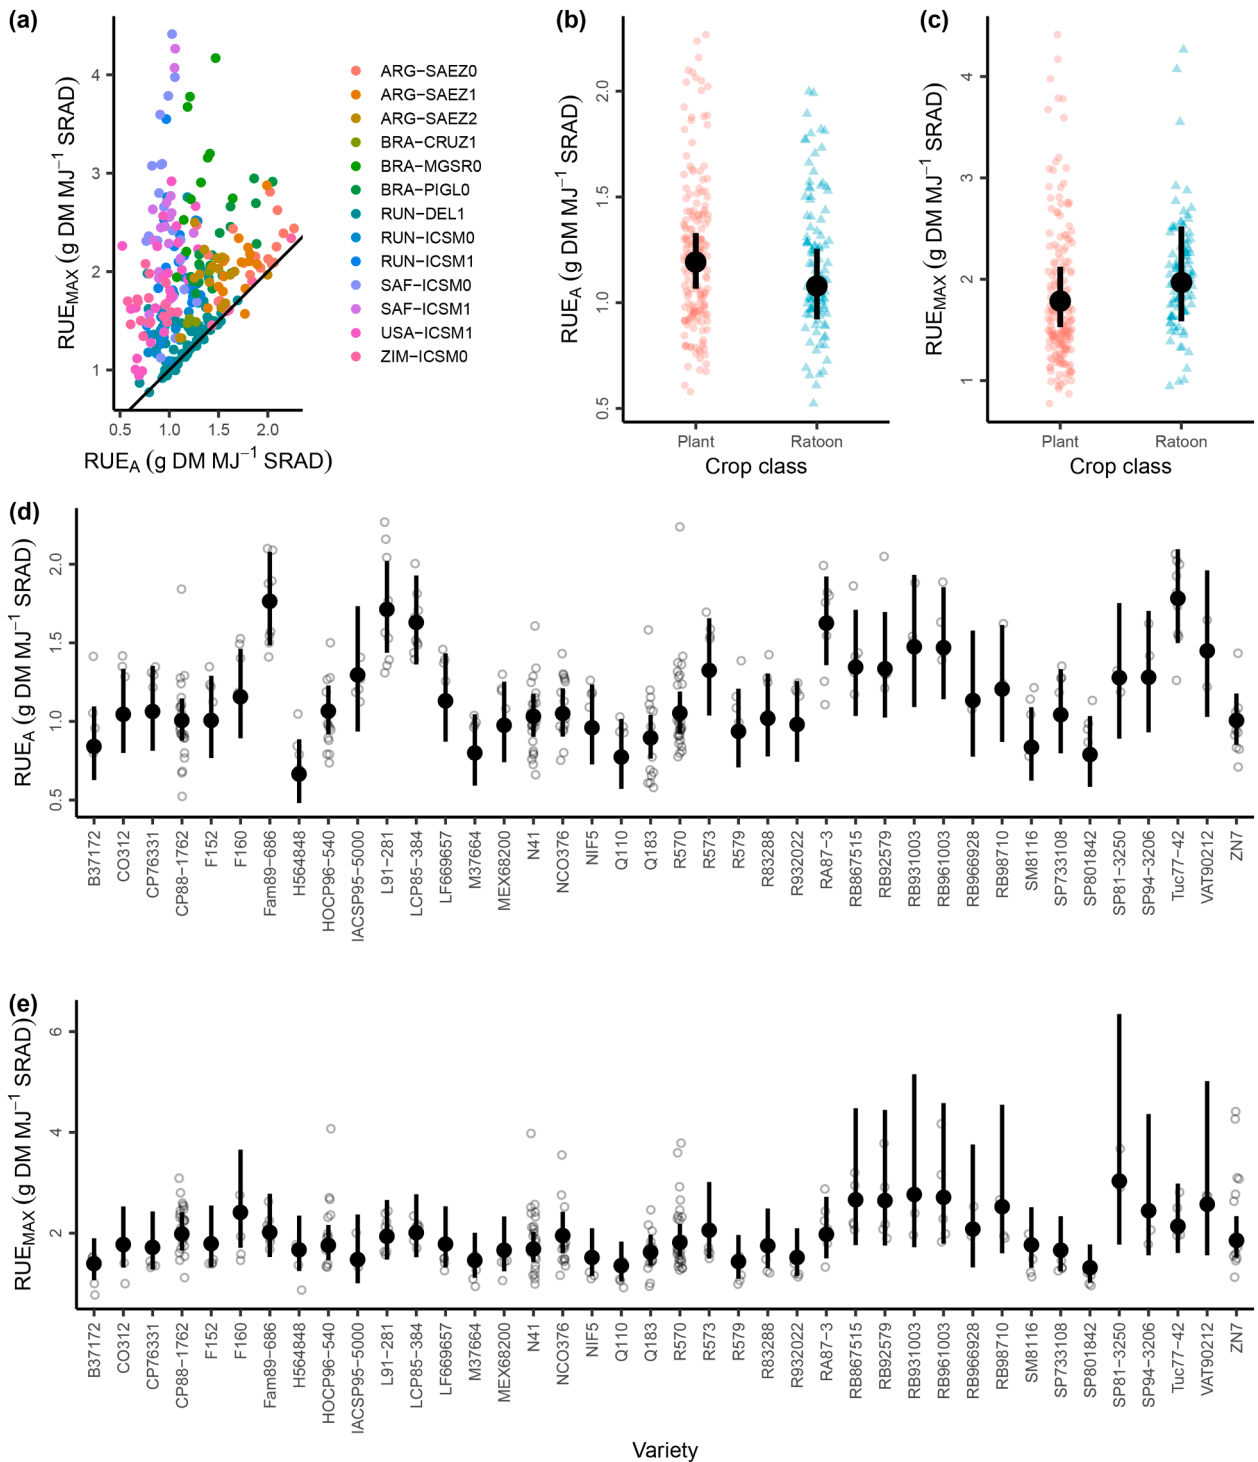 (a)
RUEMAX (g DM MJ−1 SRAD)
4
3
2
1
0.5 1.0 1.5 2.0
RUEA (g DM MJ−1 SRAD)
ARG−SAEZ0
ARG−SAEZ1
ARG−SAEZ2
BRA−CRUZ1
BRA−MGSR0
BRA−PIGL0
RUN−DEL1
RUN−ICSM0
RUN−ICSM1
SAF−ICSM0
SAF−ICSM1
USA−ICSM1
ZIM−ICSM0
(b)
RUEA (g DM MJ−1 SRAD)
2.0
1.5
1.0
0.5
Plant Ratoon
Crop class
(c)
RUEMAX (g DM MJ−1 SRAD)
4
3
2
1
Plant Ratoon
Crop class
(d)
RUEA (g DM MJ−1 SRAD)
2.0
1.5
1.0
0.5
B37172 CO312 CP76331 CP88−1762 F152 F160 Fam89−686 H564848 HOCP96−540 IACSP95−5000 L91−281 LCP85−384 LF669657 M37664 MEX68200 N41 NCO376 NIF5 Q110 Q183 R570 R573 R579 R83288 R932022 RA87−3 RB867515 RB92579 RB931003 RB961003 RB966928 RB98710 SM8116 SP733108 SP801842 SP81−3250 SP94−3206 Tuc77−42 VAT90212 ZN7
(e)
RUEMAX (g DM MJ−1 SRAD)
6
4
2
B37172 CO312 CP76331 CP88−1762 F152 F160 Fam89−686 H564848 HOCP96−540 IACSP95−5000 L91−281 LCP85−384 LF669657 M37664 MEX68200 N41 NCO376 NIF5 Q110 Q183 R570 R573 R579 R83288 R932022 RA87−3 RB867515 RB92579 RB931003 RB961003 RB966928 RB98710 SM8116 SP733108 SP801842 SP81−3250 SP94−3206 Tuc77−42 VAT90212 ZN7
Variety